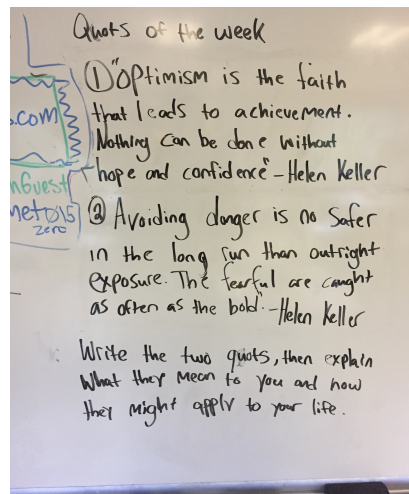 Quots of the week
① "Optimism is the faith
that leads to achievement.
Nothing can be done without
hope and confidence" - Helen Keller
② Avoiding danger is no safer
in the long run than outright
exposure. The fearful are caught
as often as the bold." - Helen Keller
Write the two quots, then explain
What they mean to you and how
they might apply to your life.
.com
Guest
net015
zero